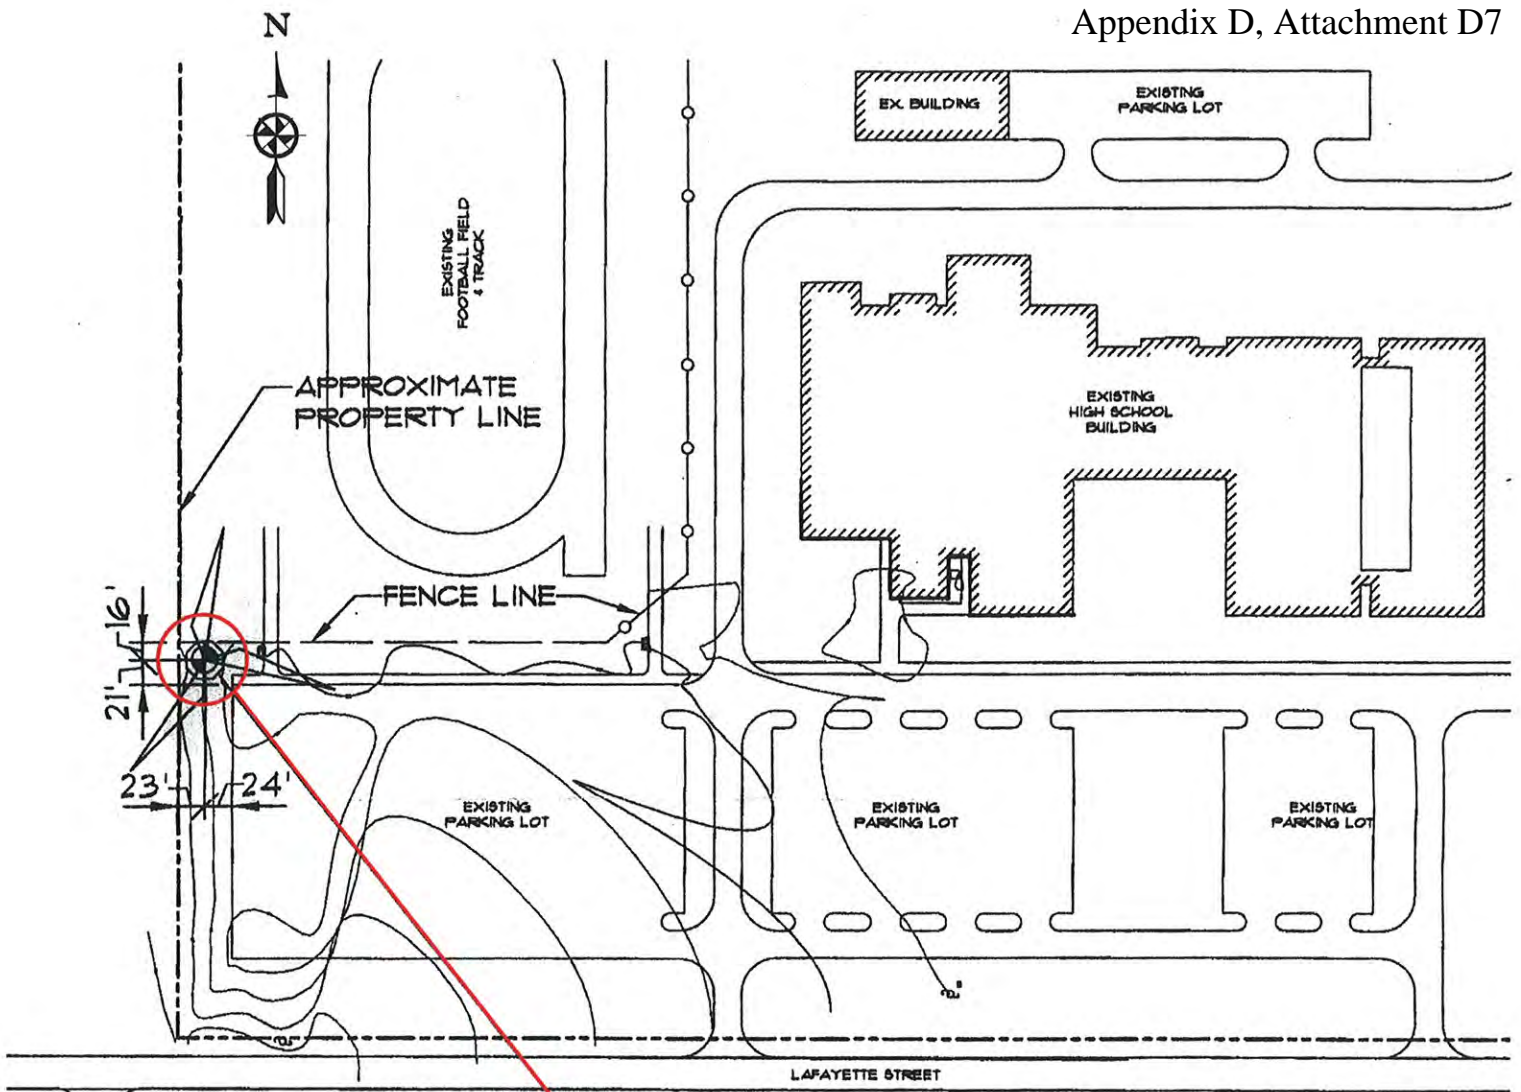 Appendix D, Attachment D7
N
EX. BUILDING
EXISTING
PARKING LOT
EXISTING
FOOTBALL FIELD
& TRACK
APPROXIMATE
PROPERTY LINE
EXISTING
HIGH SCHOOL
BUILDING
FENCE LINE
16'
21'
23'
24'
EXISTING
PARKING LOT
EXISTING
PARKING LOT
EXISTING
PARKING LOT
LAFAYETTE STREET